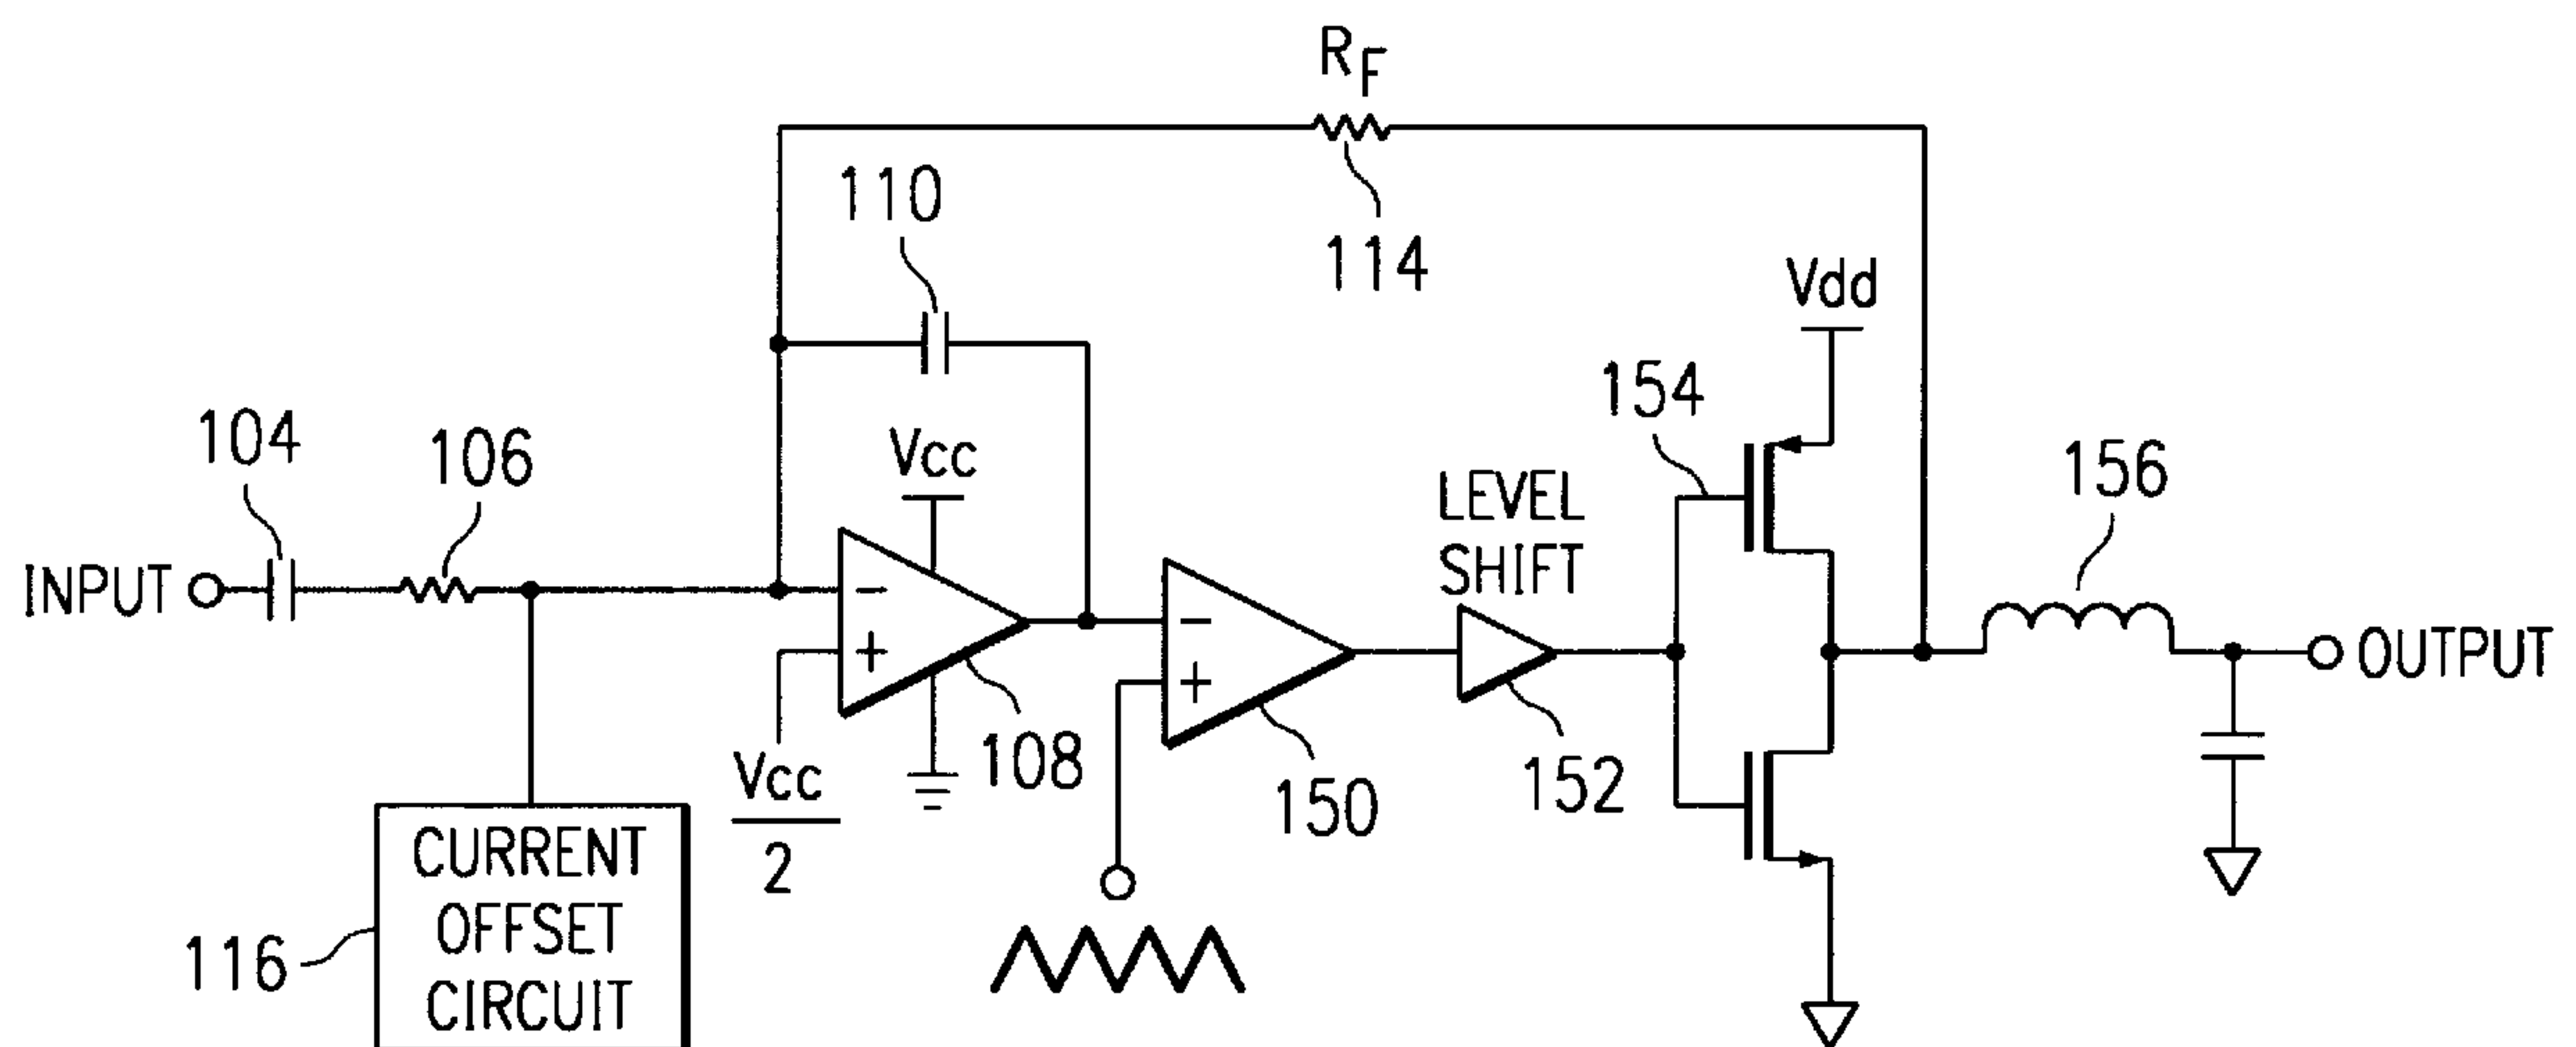 RF
110
114
Vdd
154
104
106
Vcc
156
LEVEL
SHIFT
INPUT
−
+
−
+
OUTPUT
Vcc
2
108
150
152
CURRENT
OFFSET
CIRCUIT
116